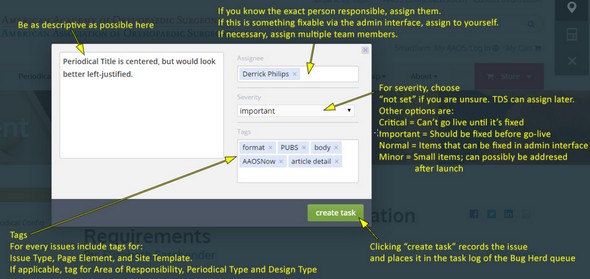 If you know the exact person responsible, assign them.
If this is something fixable via the admin interface, assign to yourself.
If necessary, assign multiple team members.
Be as descriptive as possible here
Periodical Title is centered, but would look
better left-justified.
Assignee
Derrick Philips ×
Severity
important
Tags
format × PUBS × body ×
AAOSNow × article detail ×
For severity, choose
"not set" if you are unsure. TDS can assign later.
Other options are:
Critical = Can't go live until it's fixed
Important = Should be fixed before go-live
Normal = Items that can be fixed in admin interface
Minor = Small items; can possibly be addresed
after launch
create task
Requirements
Tags
For every issues include tags for:
Issue Type, Page Element, and Site Template.
If applicable, tag for Area of Responsibility, Periodical Type and Design Type
Clicking "create task" records the issue
and places it in the task log of the Bug Herd queue